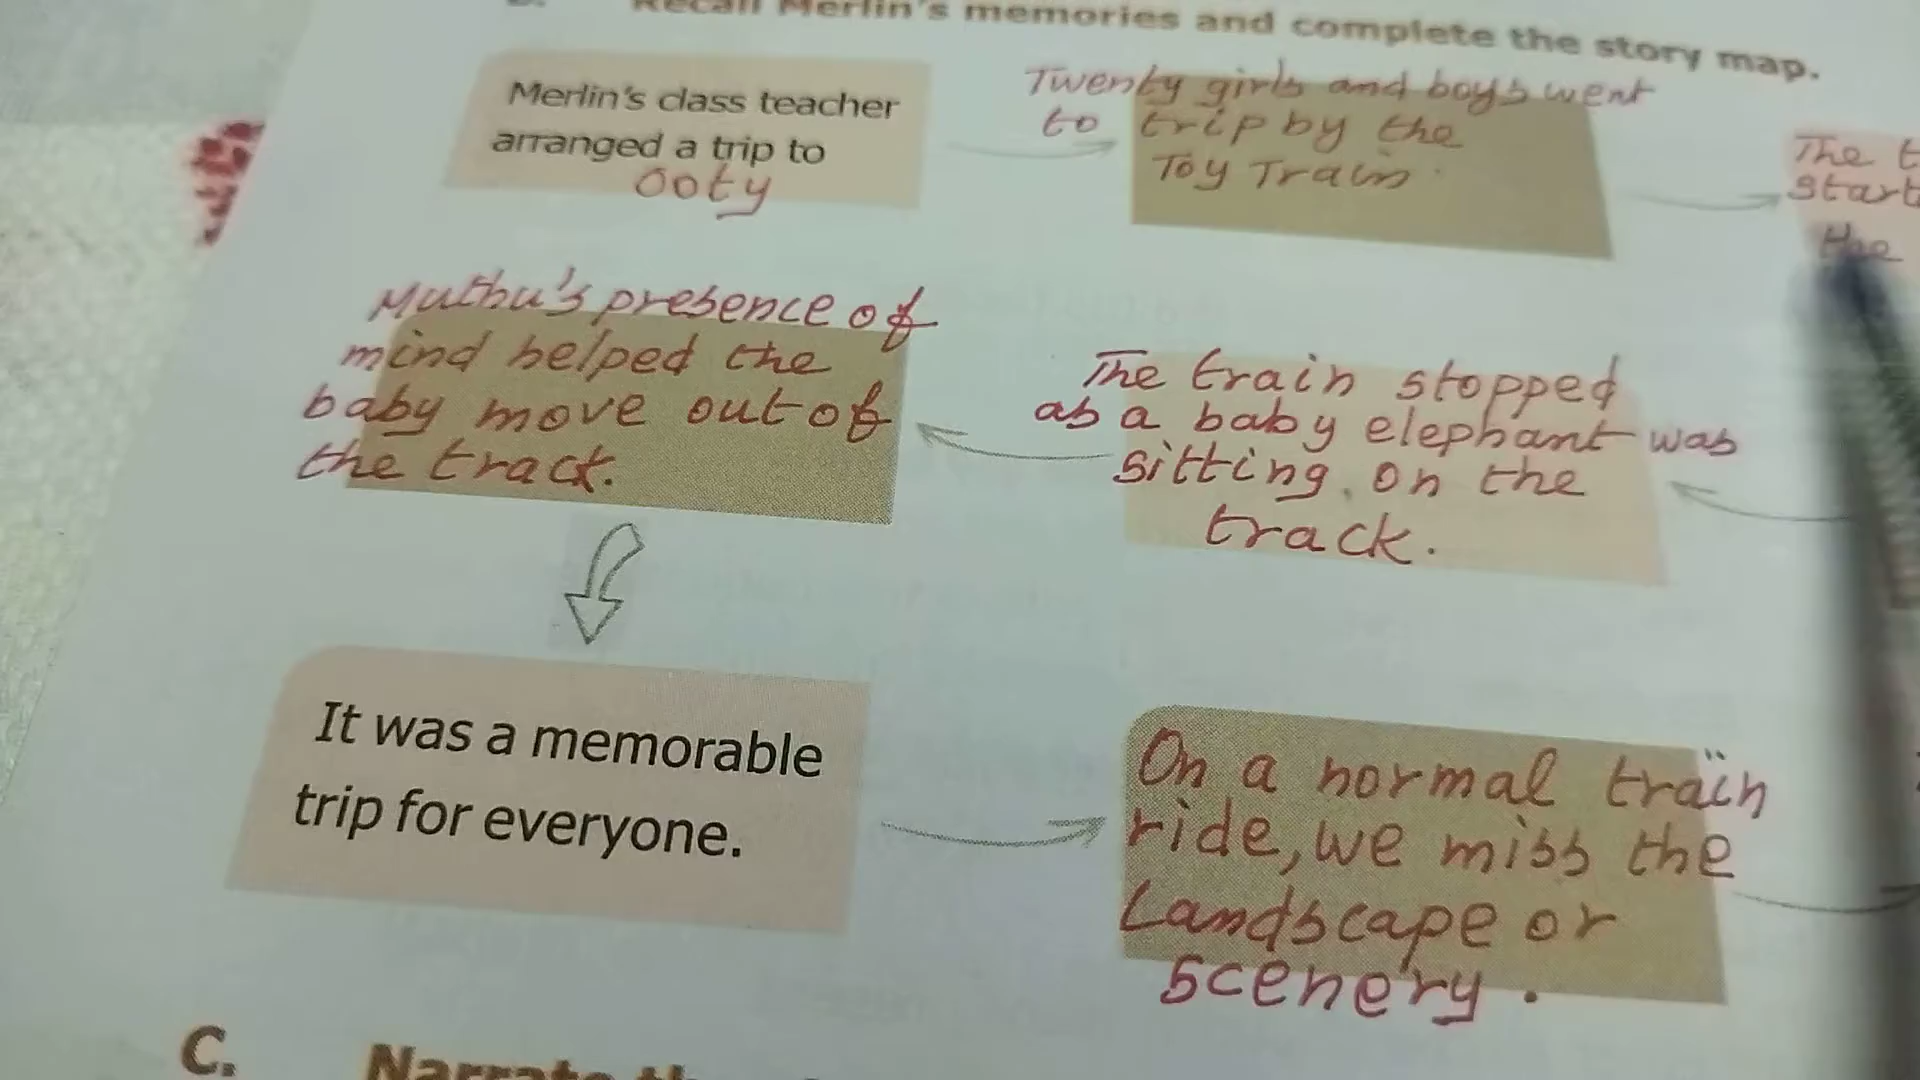 Recall Merlin's memories and complete the story map.
Merlin's class teacher
arranged a trip to
Ooty
Twenty girls and boys went
to trip by the
Toy Train.
The
start
the
Muthu's presence of
mind helped the
baby move out of
the track.
The train stopped
as a baby elephant was
sitting on the
track.
It was a memorable
trip for everyone.
On a normal train
ride, we miss the
Landscape or
scenery.
C.